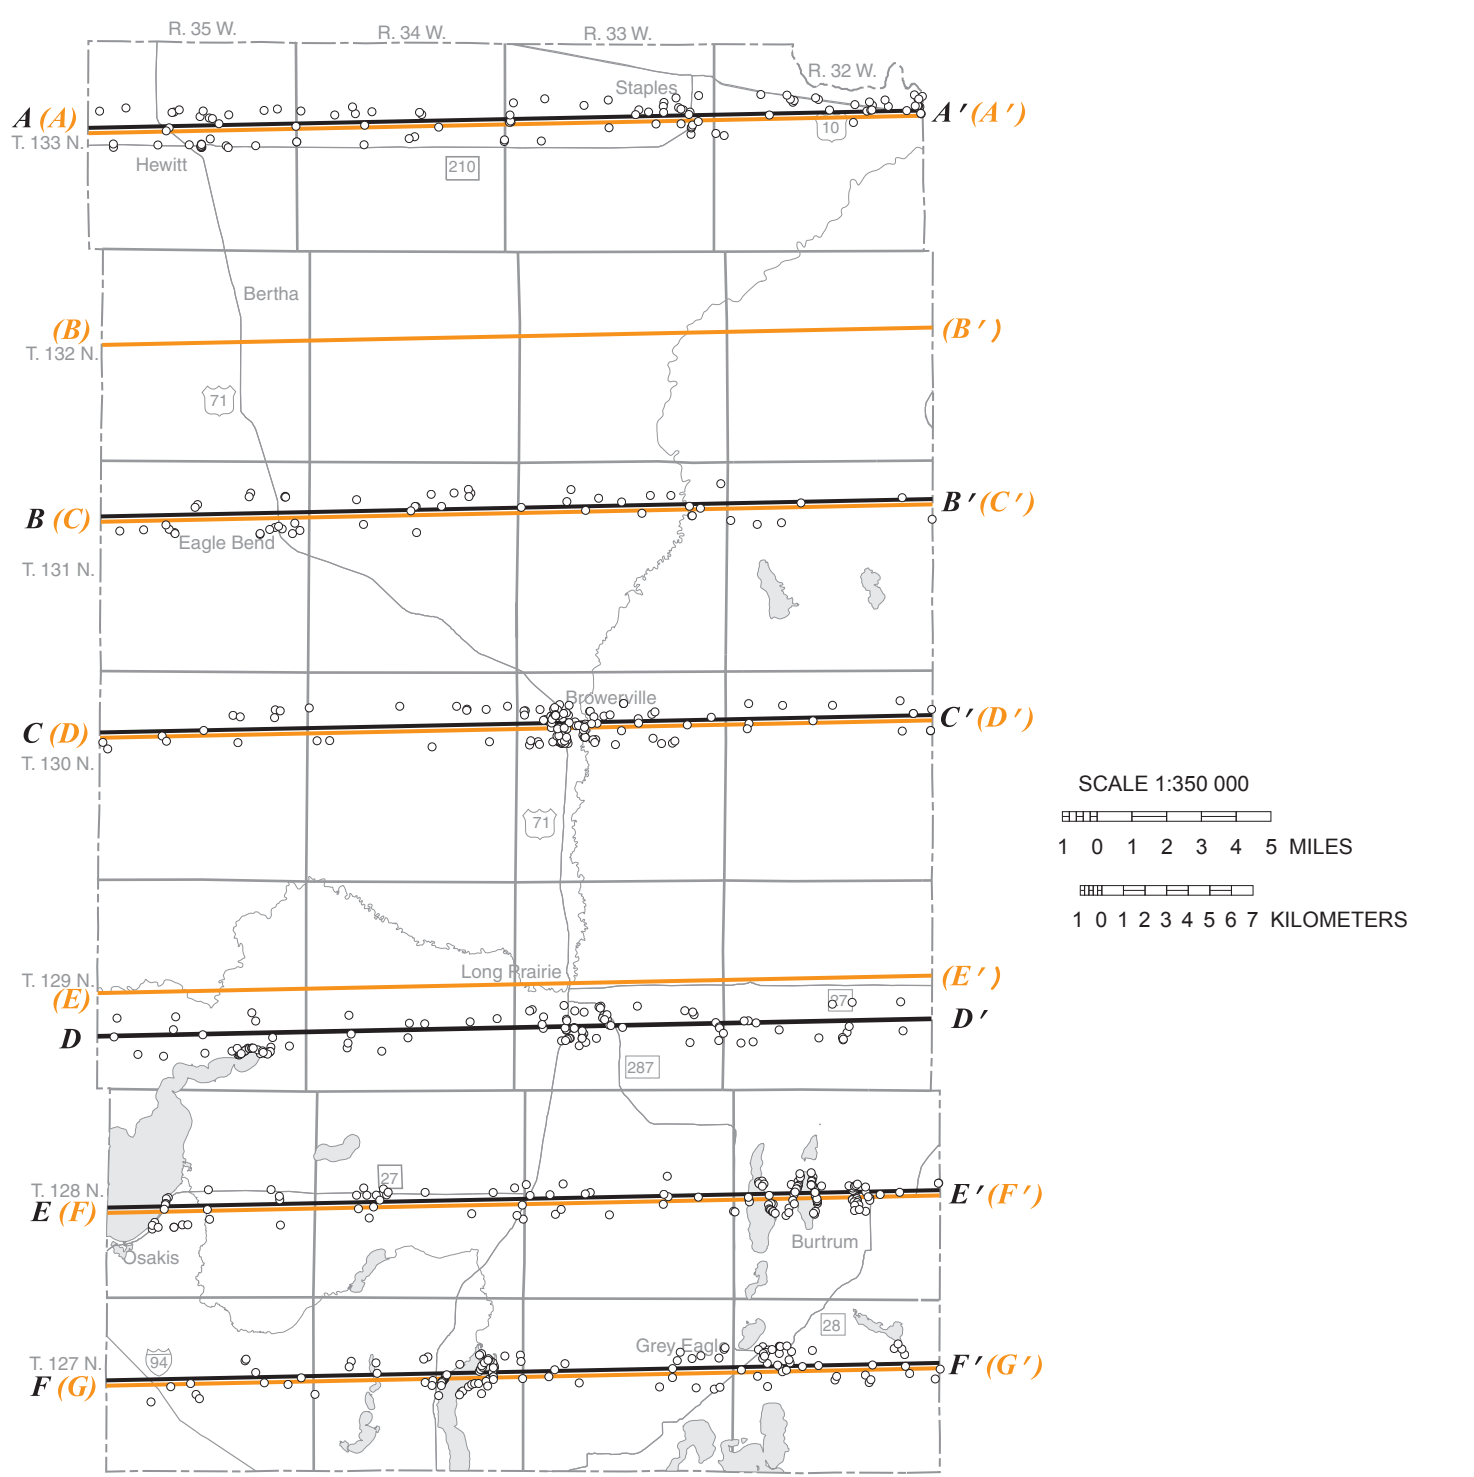 R. 35 W. R. 34 W. R. 33 W.
R. 32 W.
Staples
A (A) A′ (A′)
10
T. 133 N.
Hewitt 210
Bertha
(B) (B′)
T. 132 N.
71
B (C) B′ (C′)
Eagle Bend
T. 131 N.
Browerville
C (D) C′ (D′)
T. 130 N.
SCALE 1:350 000
71
1 0 1 2 3 4 5 MILES
1 0 1 2 3 4 5 6 7 KILOMETERS
Long Prairie
T. 129 N. (E′)
(E) 27
D D′
287
27
T. 128 N.
E (F) E′ (F′)
Osakis Burtrum
28
Grey Eagle
T. 127 N. 94
F (G) F′ (G′)